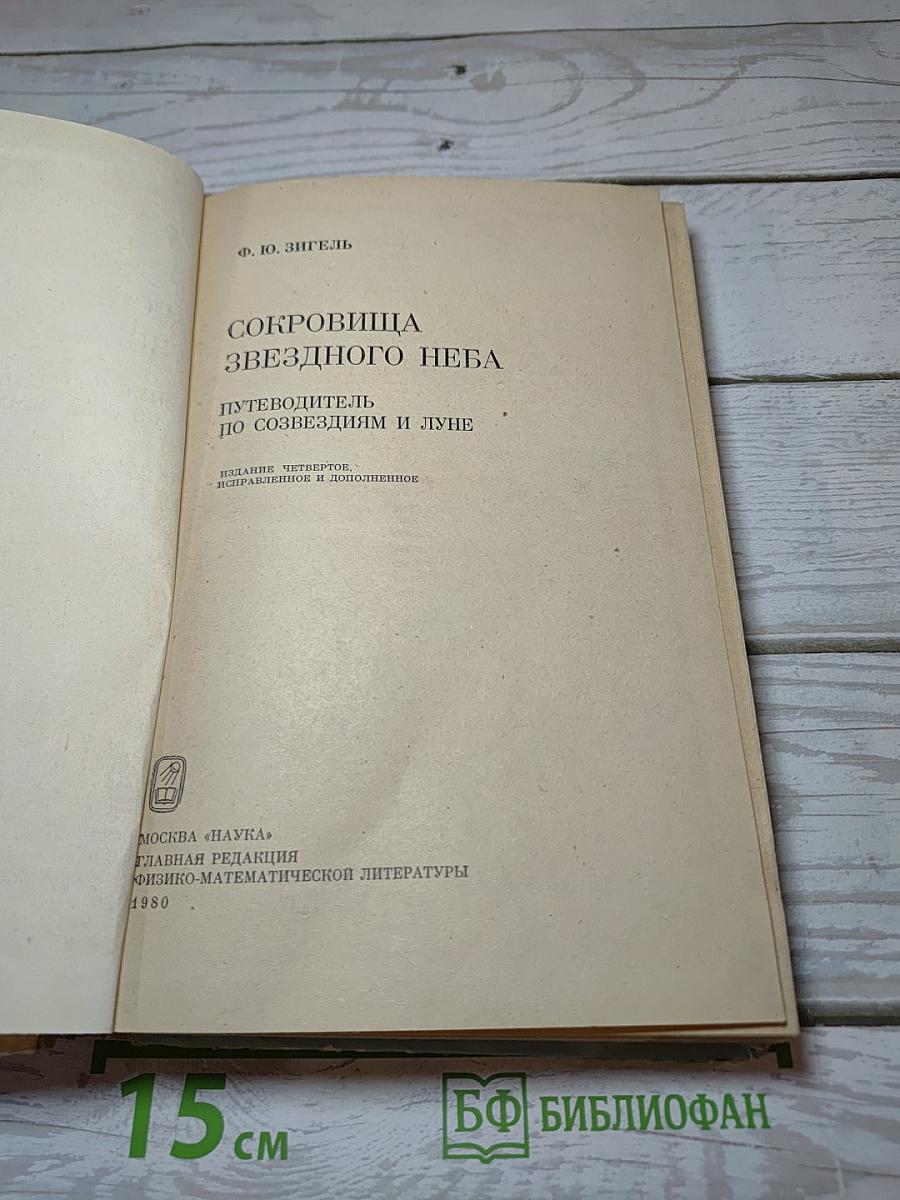 Ф. Ю. ЗИГЕЛЬ
СОКРОВИЩА
ЗВЕЗДНОГО НЕБА
ПУТЕВОДИТЕЛЬ
ПО СОЗВЕЗДИЯМ И ЛУНЕ
ИЗДАНИЕ ЧЕТВЕРТОЕ,
ИСПРАВЛЕННОЕ И ДОПОЛНЕННОЕ
МОСКВА «НАУКА»
ГЛАВНАЯ РЕДАКЦИЯ
ФИЗИКО-МАТЕМАТИЧЕСКОЙ ЛИТЕРАТУРЫ
1980
15 см
БФ БИБЛИОФАН